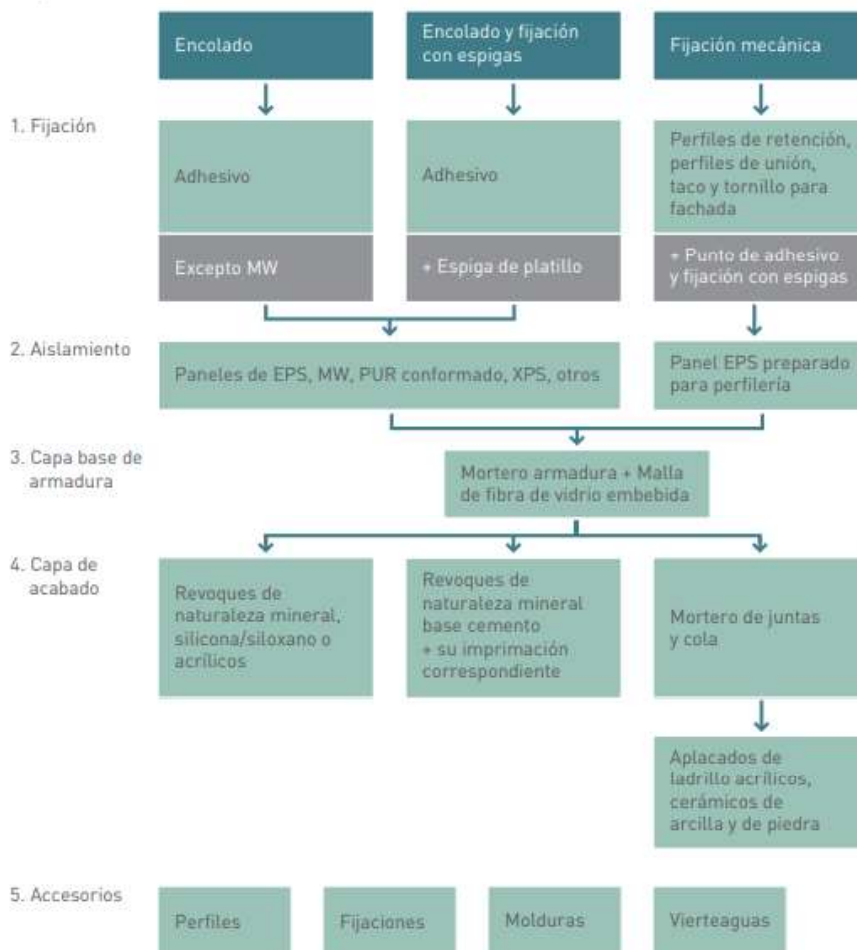 Encolado
Encolado y fijación
con espigas
Fijación mecánica
1. Fijación
Adhesivo
Adhesivo
Perfiles de retención,
perfiles de unión,
taco y tornillo para
fachada
Excepto MW
+ Espiga de platillo
+ Punto de adhesivo
y fijación con espigas
2. Aislamiento
Paneles de EPS, MW, PUR conformado, XPS, otros
Panel EPS preparado
para perfilería
3. Capa base de
armadura
Mortero armadura + Malla
de fibra de vidrio embebida
4. Capa de
acabado
Revoques de
naturaleza mineral,
silicona/siloxano o
acrílicos
Revoques de
naturaleza mineral
base cemento
+ su imprimación
correspondiente
Mortero de juntas
y cola
Aplacados de
ladrillo acrílicos,
cerámicos de
arcilla y de piedra
5. Accesorios
Perfiles
Fijaciones
Molduras
Vierteaguas